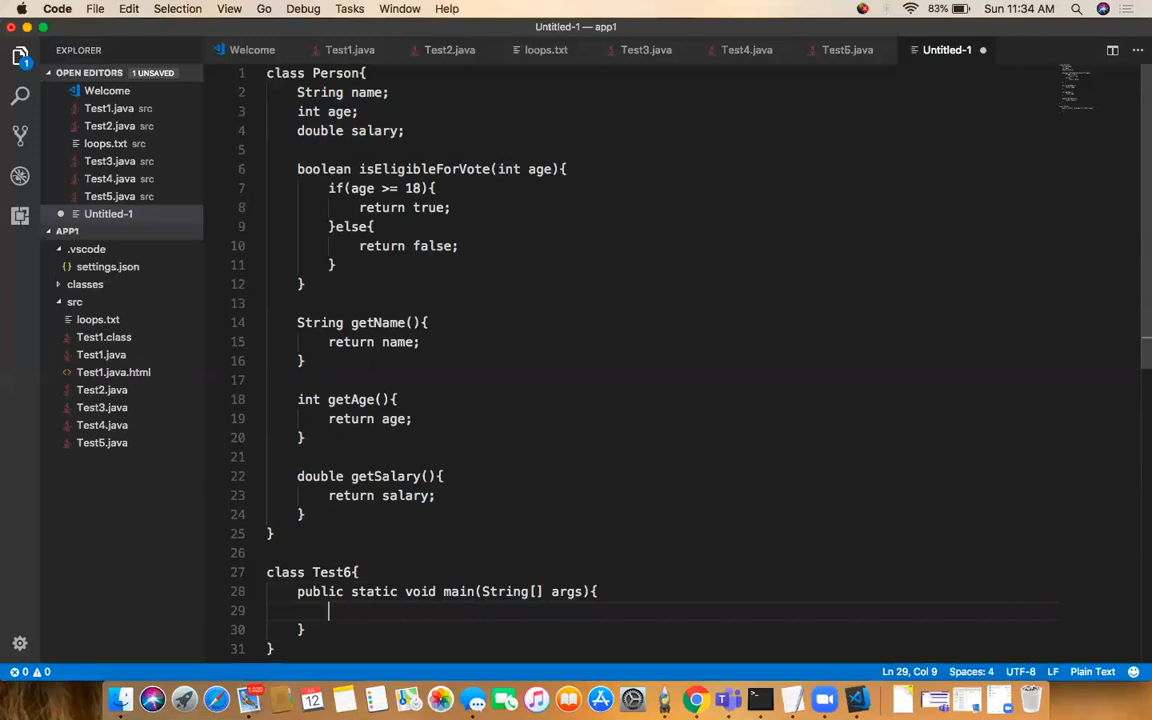 Code File Edit Selection View Go Debug Tasks Window Help 83% Sun 11:34 AM
Untitled-1 — app1
EXPLORER Welcome Test1.java Test2.java loops.txt Test3.java Test4.java Test5.java Untitled-1
OPEN EDITORS 1 UNSAVED
Welcome
Test1.java src
Test2.java src
loops.txt src
Test3.java src
Test4.java src
Test5.java src
Untitled-1
APP1
.vscode
settings.json
classes
src
loops.txt
Test1.class
Test1.java
Test1.java.html
Test2.java
Test3.java
Test4.java
Test5.java
1 class Person{
2 String name;
3 int age;
4 double salary;
5
6 boolean isEligibleForVote(int age){
7 if(age >= 18){
8 return true;
9 }else{
10 return false;
11 }
12 }
13
14 String getName(){
15 return name;
16 }
17
18 int getAge(){
19 return age;
20 }
21
22 double getSalary(){
23 return salary;
24 }
25 }
26
27 class Test6{
28 public static void main(String[] args){
29
30 }
31 }
0 0 Ln 29, Col 9 Spaces: 4 UTF-8 LF Plain Text
1,020
12